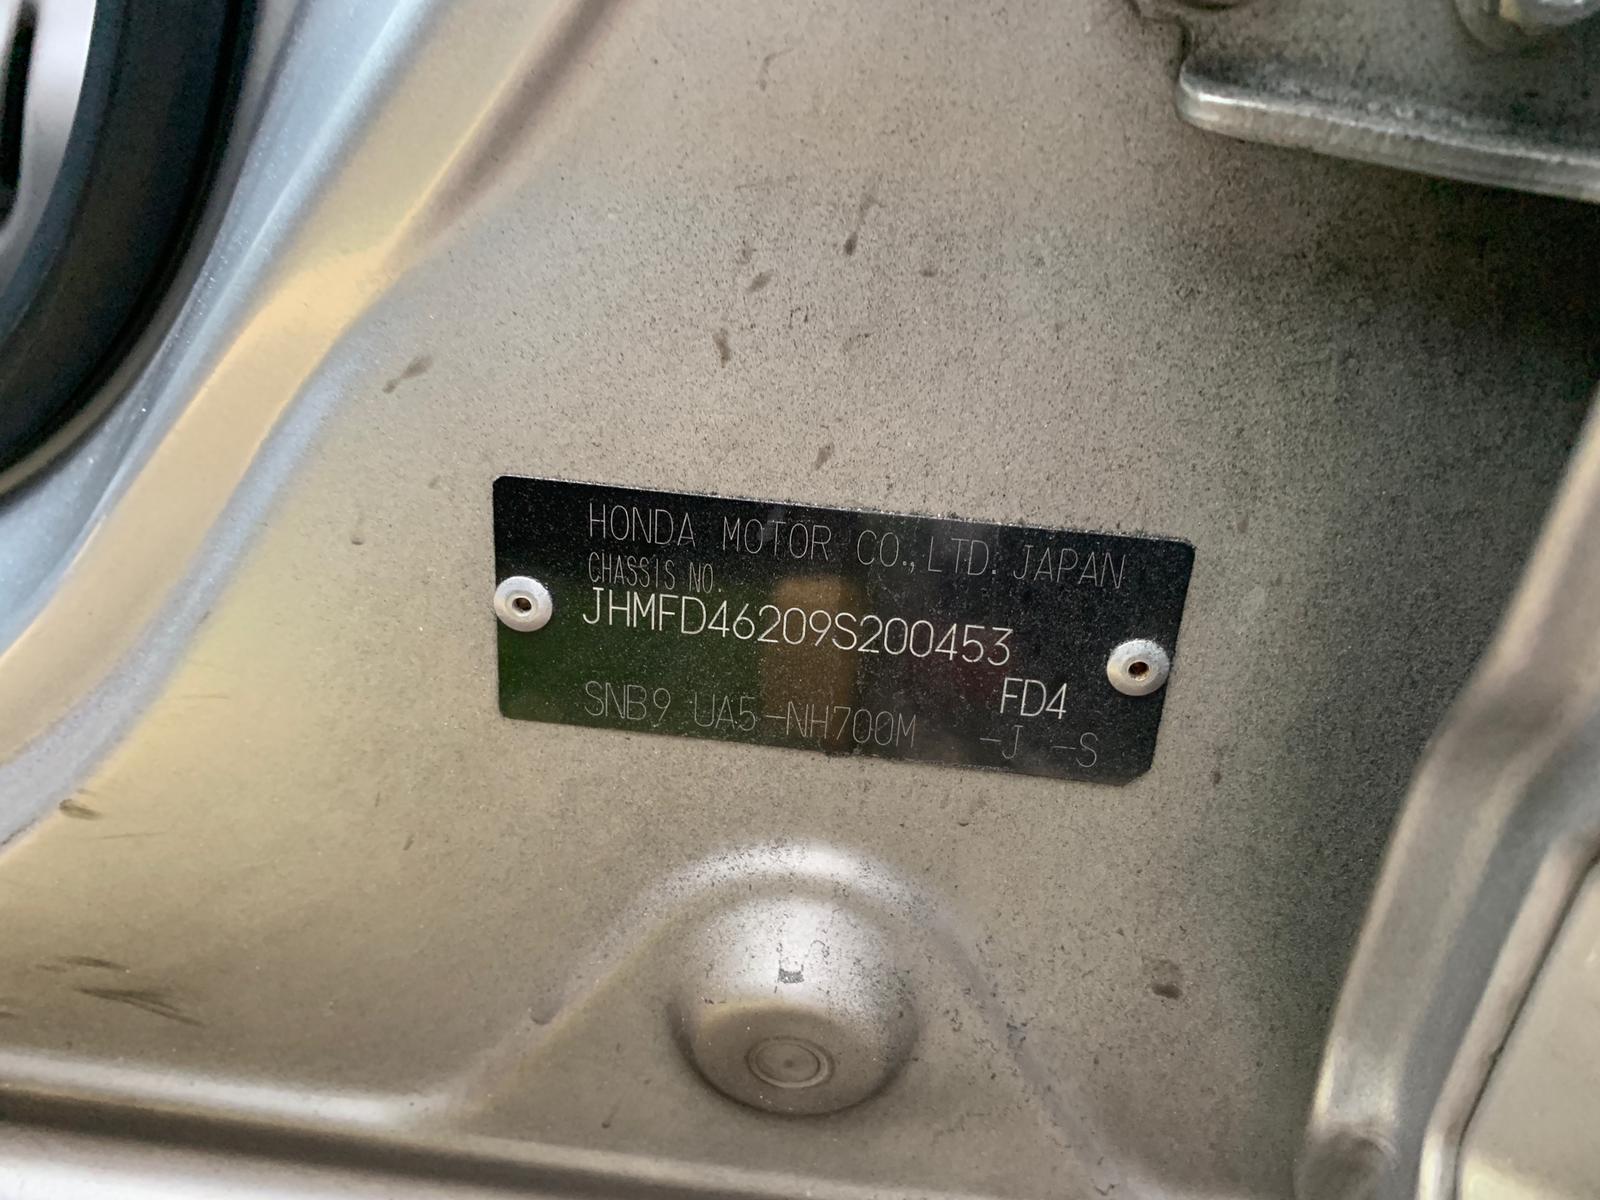 HONDA MOTOR CO.,LTD. JAPAN
CHASSIS NO.
JHMFD46209S200453
FD4
SNB9 UA5-NH700M -J -S